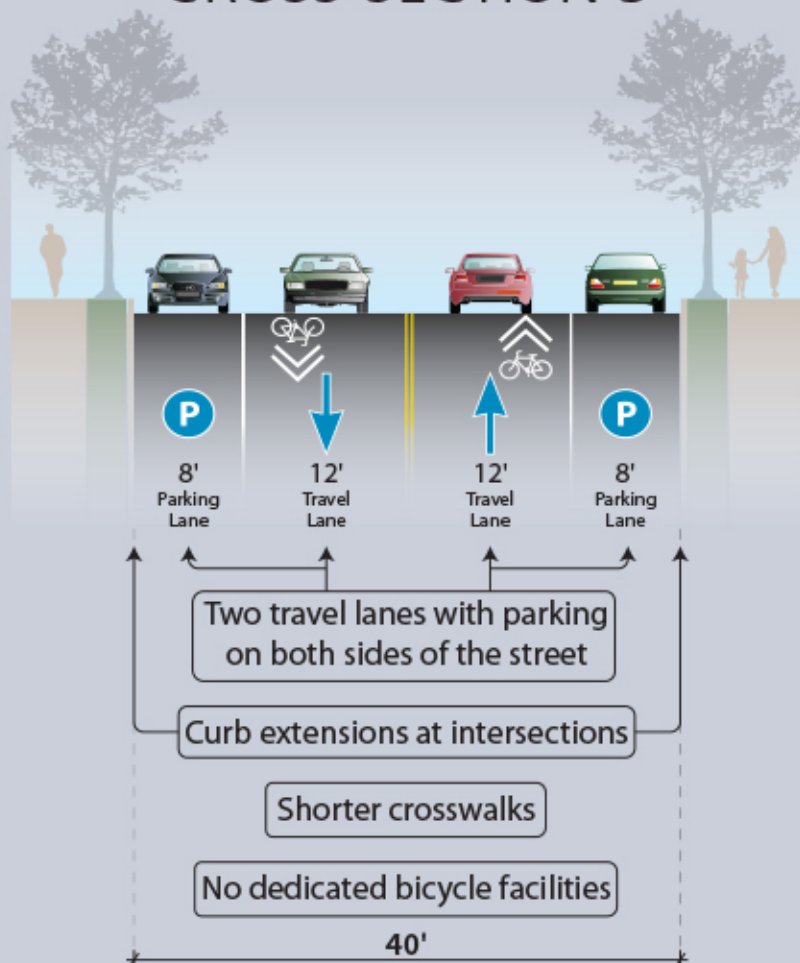 P
P
8'
Parking
Lane
12'
Travel
Lane
12'
Travel
Lane
8'
Parking
Lane
Two travel lanes with parking
on both sides of the street
Curb extensions at intersections
Shorter crosswalks
No dedicated bicycle facilities
40'